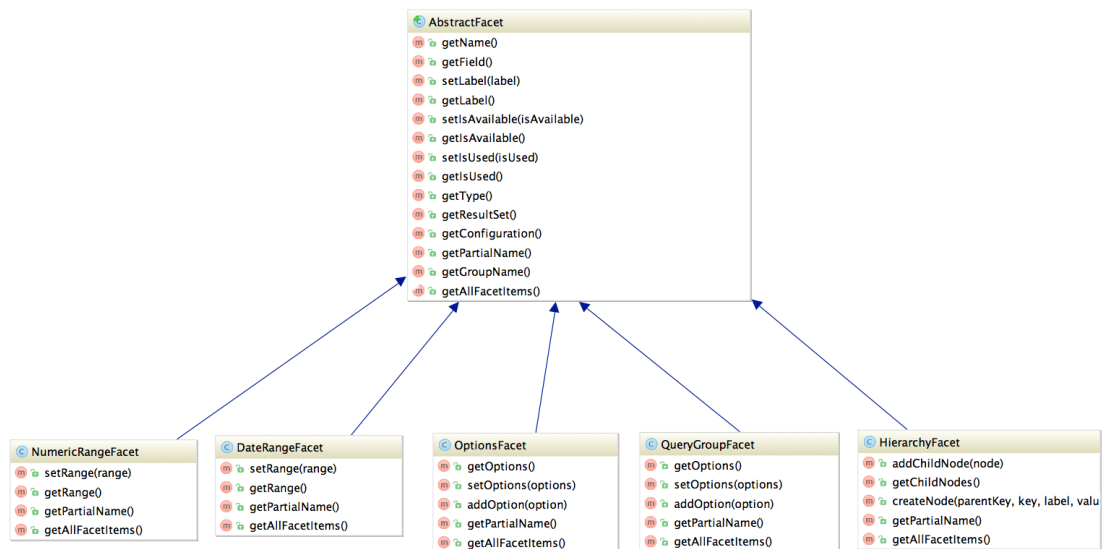 AbstractFacet
getName()
getField()
setLabel(label)
getLabel()
setIsAvailable(isAvailable)
getIsAvailable()
setIsUsed(isUsed)
getIsUsed()
getType()
getResultSet()
getConfiguration()
getPartialName()
getGroupName()
getAllFacetItems()
NumericRangeFacet
setRange(range)
getRange()
getPartialName()
getAllFacetItems()
DateRangeFacet
setRange(range)
getRange()
getPartialName()
getAllFacetItems()
OptionsFacet
getOptions()
setOptions(options)
addOption(option)
getPartialName()
getAllFacetItems()
QueryGroupFacet
getOptions()
setOptions(options)
addOption(option)
getPartialName()
getAllFacetItems()
HierarchyFacet
addChildNode(node)
getChildNodes()
createNode(parentKey, key, label, valu
getPartialName()
getAllFacetItems()